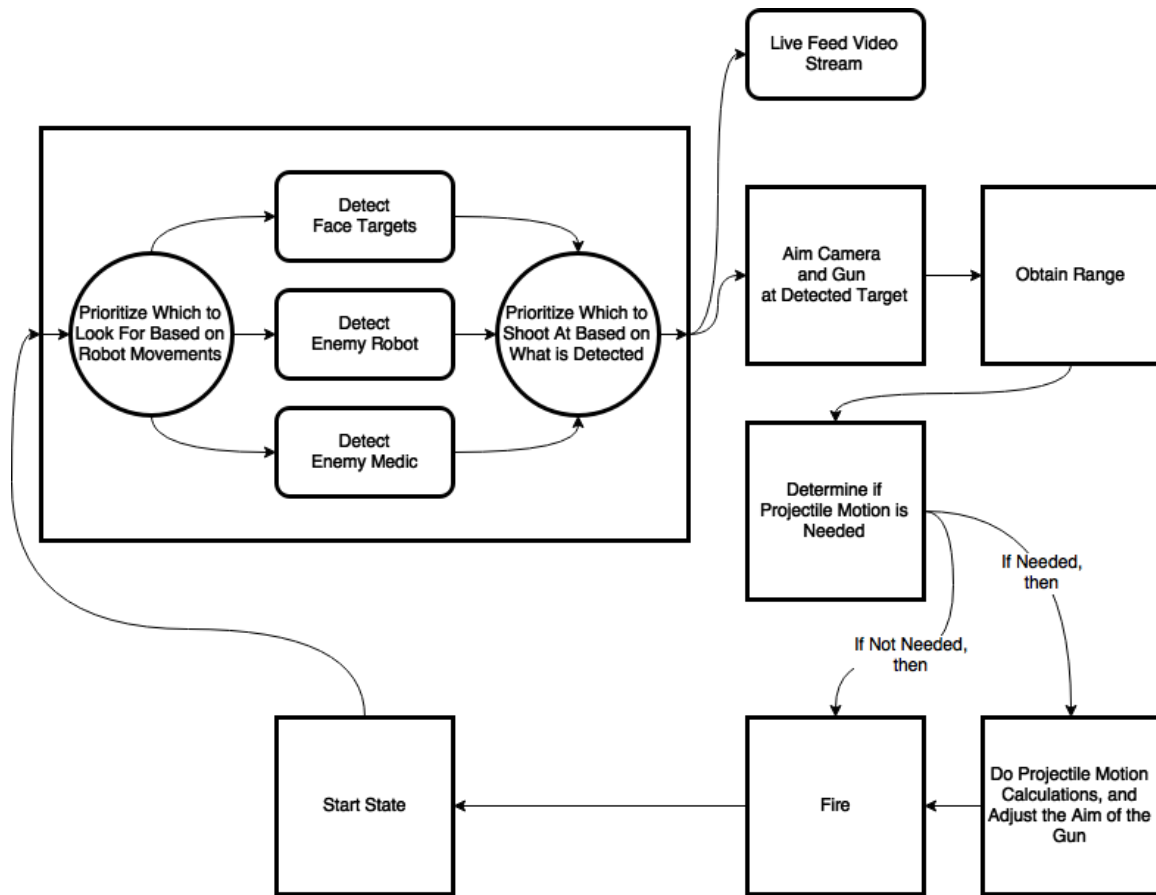 Live Feed Video
Stream
Detect
Face Targets
Prioritize Which to
Look For Based on
Robot Movements
Detect
Enemy Robot
Prioritize Which to
Shoot At Based on
What is Detected
Detect
Enemy Medic
Aim Camera
and Gun
at Detected Target
Obtain Range
Determine if
Projectile Motion is
Needed
If Needed,
then
If Not Needed,
then
Start State
Fire
Do Projectile Motion
Calculations, and
Adjust the Aim of the
Gun